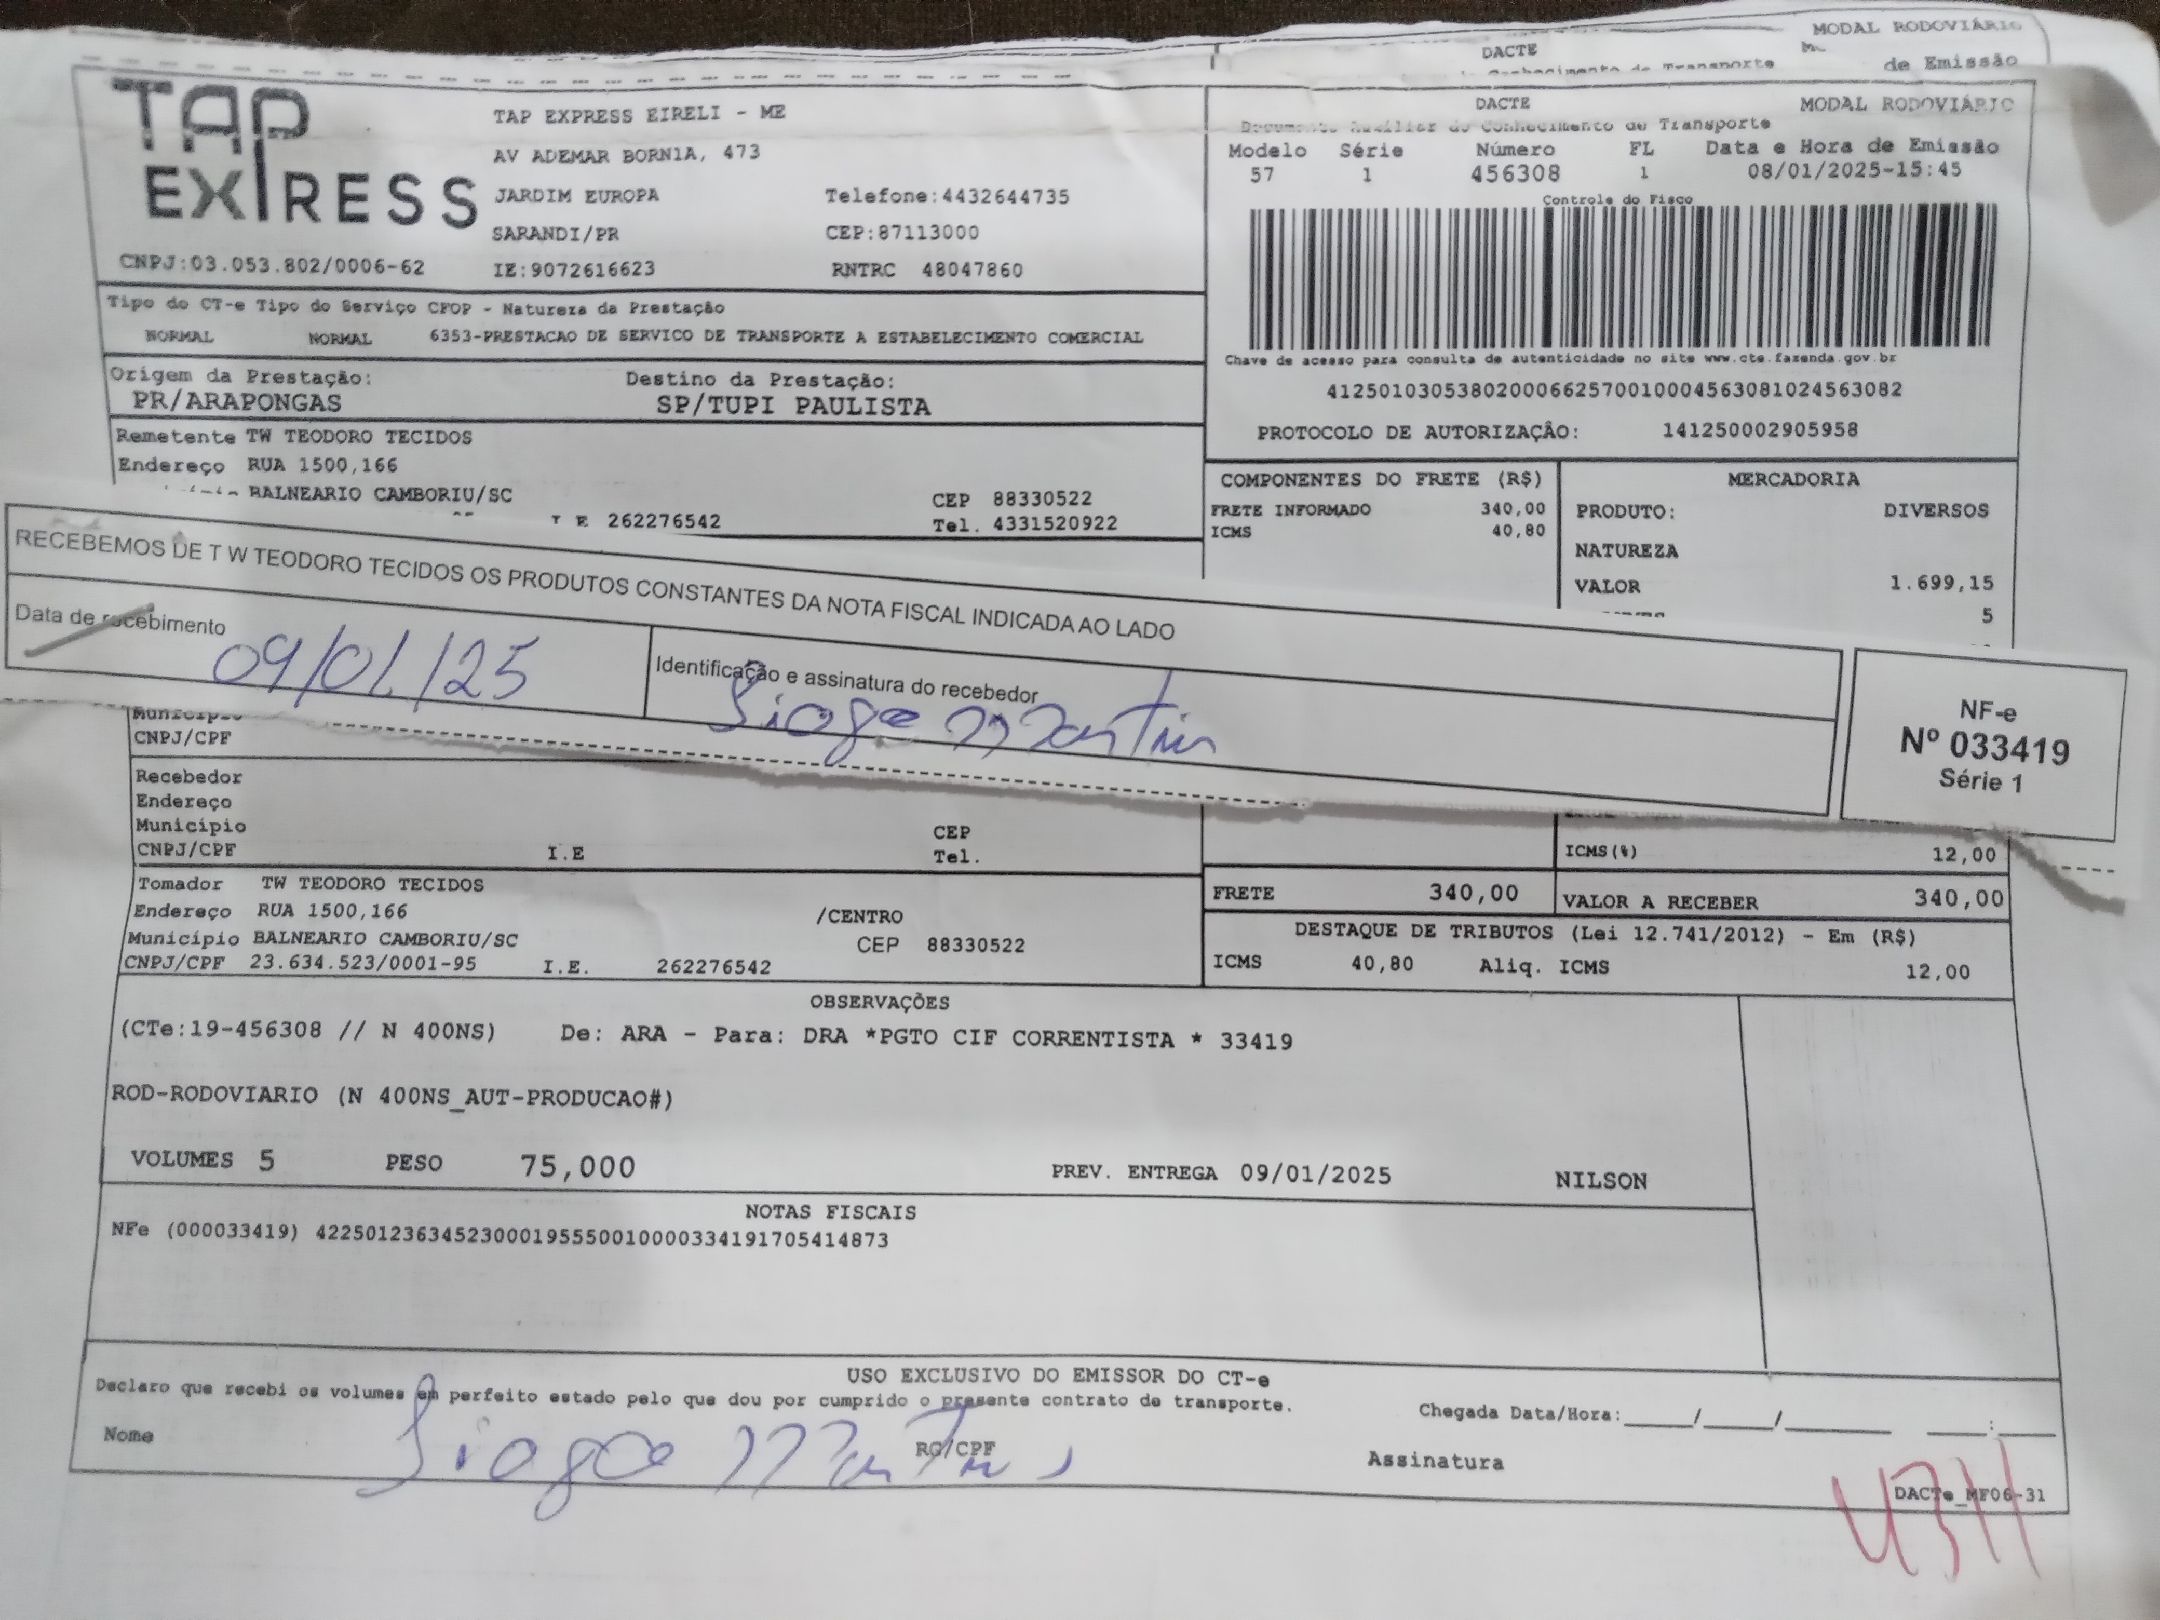 DACTE
MODAL RODOVIÁRIO
Conhecimento de Transporte
de Emissão
TAP EXPRESS
TAP EXPRESS EIRELI - ME
AV ADEMAR BORNIA, 473
JARDIM EUROPA Telefone:4432644735
SARANDI/PR CEP:87113000
CNPJ:03.053.802/0006-62 IE:9072616623 RNTRC 48047860
DACTE MODAL RODOVIÁRIO
Documento Auxiliar do Conhecimento de Transporte
Modelo Série Número FL Data e Hora de Emissão
57 1 456308 1 08/01/2025-15:45
Controle do Fisco
Chave de acesso para consulta de autenticidade no site www.cte.fazenda.gov.br
41250103053802000662570010004563081024563082
PROTOCOLO DE AUTORIZAÇÃO: 141250002905958
Tipo do CT-e Tipo do Serviço CFOP - Natureza da Prestação
NORMAL NORMAL 6353-PRESTACAO DE SERVICO DE TRANSPORTE A ESTABELECIMENTO COMERCIAL
Origem da Prestação: Destino da Prestação:
PR/ARAPONGAS SP/TUPI PAULISTA
Remetente TW TEODORO TECIDOS
Endereço RUA 1500,166
BALNEARIO CAMBORIU/SC CEP 88330522
I E 262276542 Tel. 4331520922
COMPONENTES DO FRETE (R$)
FRETE INFORMADO 340,00
ICMS 40,80
MERCADORIA
PRODUTO: DIVERSOS
NATUREZA
VALOR 1.699,15
5
RECEBEMOS DE T W TEODORO TECIDOS OS PRODUTOS CONSTANTES DA NOTA FISCAL INDICADA AO LADO
Data de recebimento
09/01/25
Identificação e assinatura do recebedor
NF-e
Nº 033419
Série 1
Município
CNPJ/CPF
Recebedor
Endereço
Município CEP
CNPJ/CPF I.E Tel.
ICMS(%) 12,00
Tomador TW TEODORO TECIDOS
Endereço RUA 1500,166 /CENTRO
Município BALNEARIO CAMBORIU/SC CEP 88330522
CNPJ/CPF 23.634.523/0001-95 I.E. 262276542
FRETE 340,00 VALOR A RECEBER 340,00
DESTAQUE DE TRIBUTOS (Lei 12.741/2012) - Em (R$)
ICMS 40,80 Aliq. ICMS 12,00
OBSERVAÇÕES
(CTe:19-456308 // N 400NS) De: ARA - Para: DRA *PGTO CIF CORRENTISTA * 33419
ROD-RODOVIARIO (N 400NS_AUT-PRODUCAO#)
VOLUMES 5 PESO 75,000 PREV. ENTREGA 09/01/2025 NILSON
NOTAS FISCAIS
NFe (000033419) 42250123634523000195550010000334191705414873
USO EXCLUSIVO DO EMISSOR DO CT-e
Declaro que recebi os volumes em perfeito estado pelo que dou por cumprido o presente contrato de transporte.
Chegada Data/Hora:____/____/______ ___:___
Nome RG/CPF Assinatura
DACTe_MF06-31